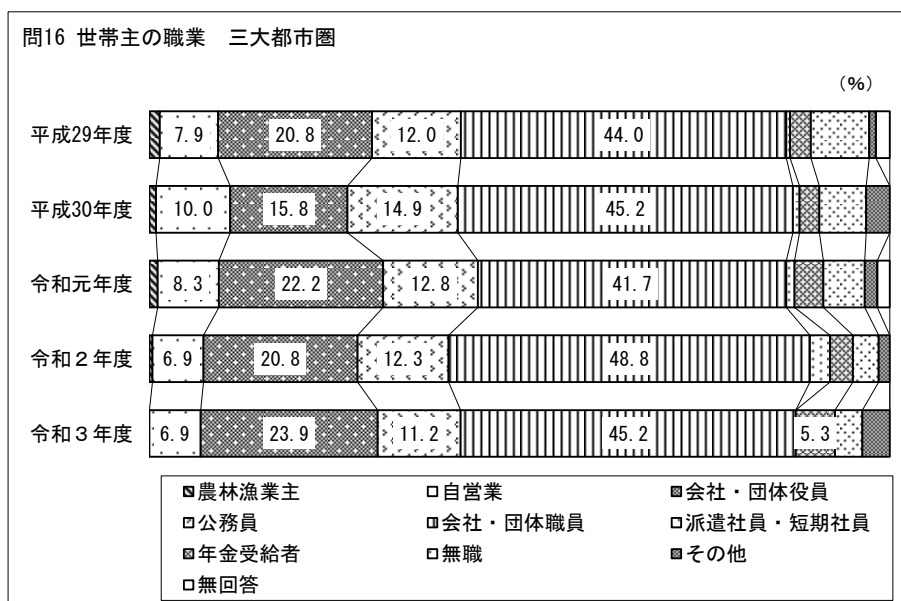 問16 世帯主の職業　三大都市圏
（%）
平成29年度 7.9 20.8 12.0 44.0
平成30年度 10.0 15.8 14.9 45.2
令和元年度 8.3 22.2 12.8 41.7
令和２年度 6.9 20.8 12.3 48.8
令和３年度 6.9 23.9 11.2 45.2 5.3
農林漁業主 自営業 会社・団体役員
公務員 会社・団体職員 派遣社員・短期社員
年金受給者 無職 その他
無回答